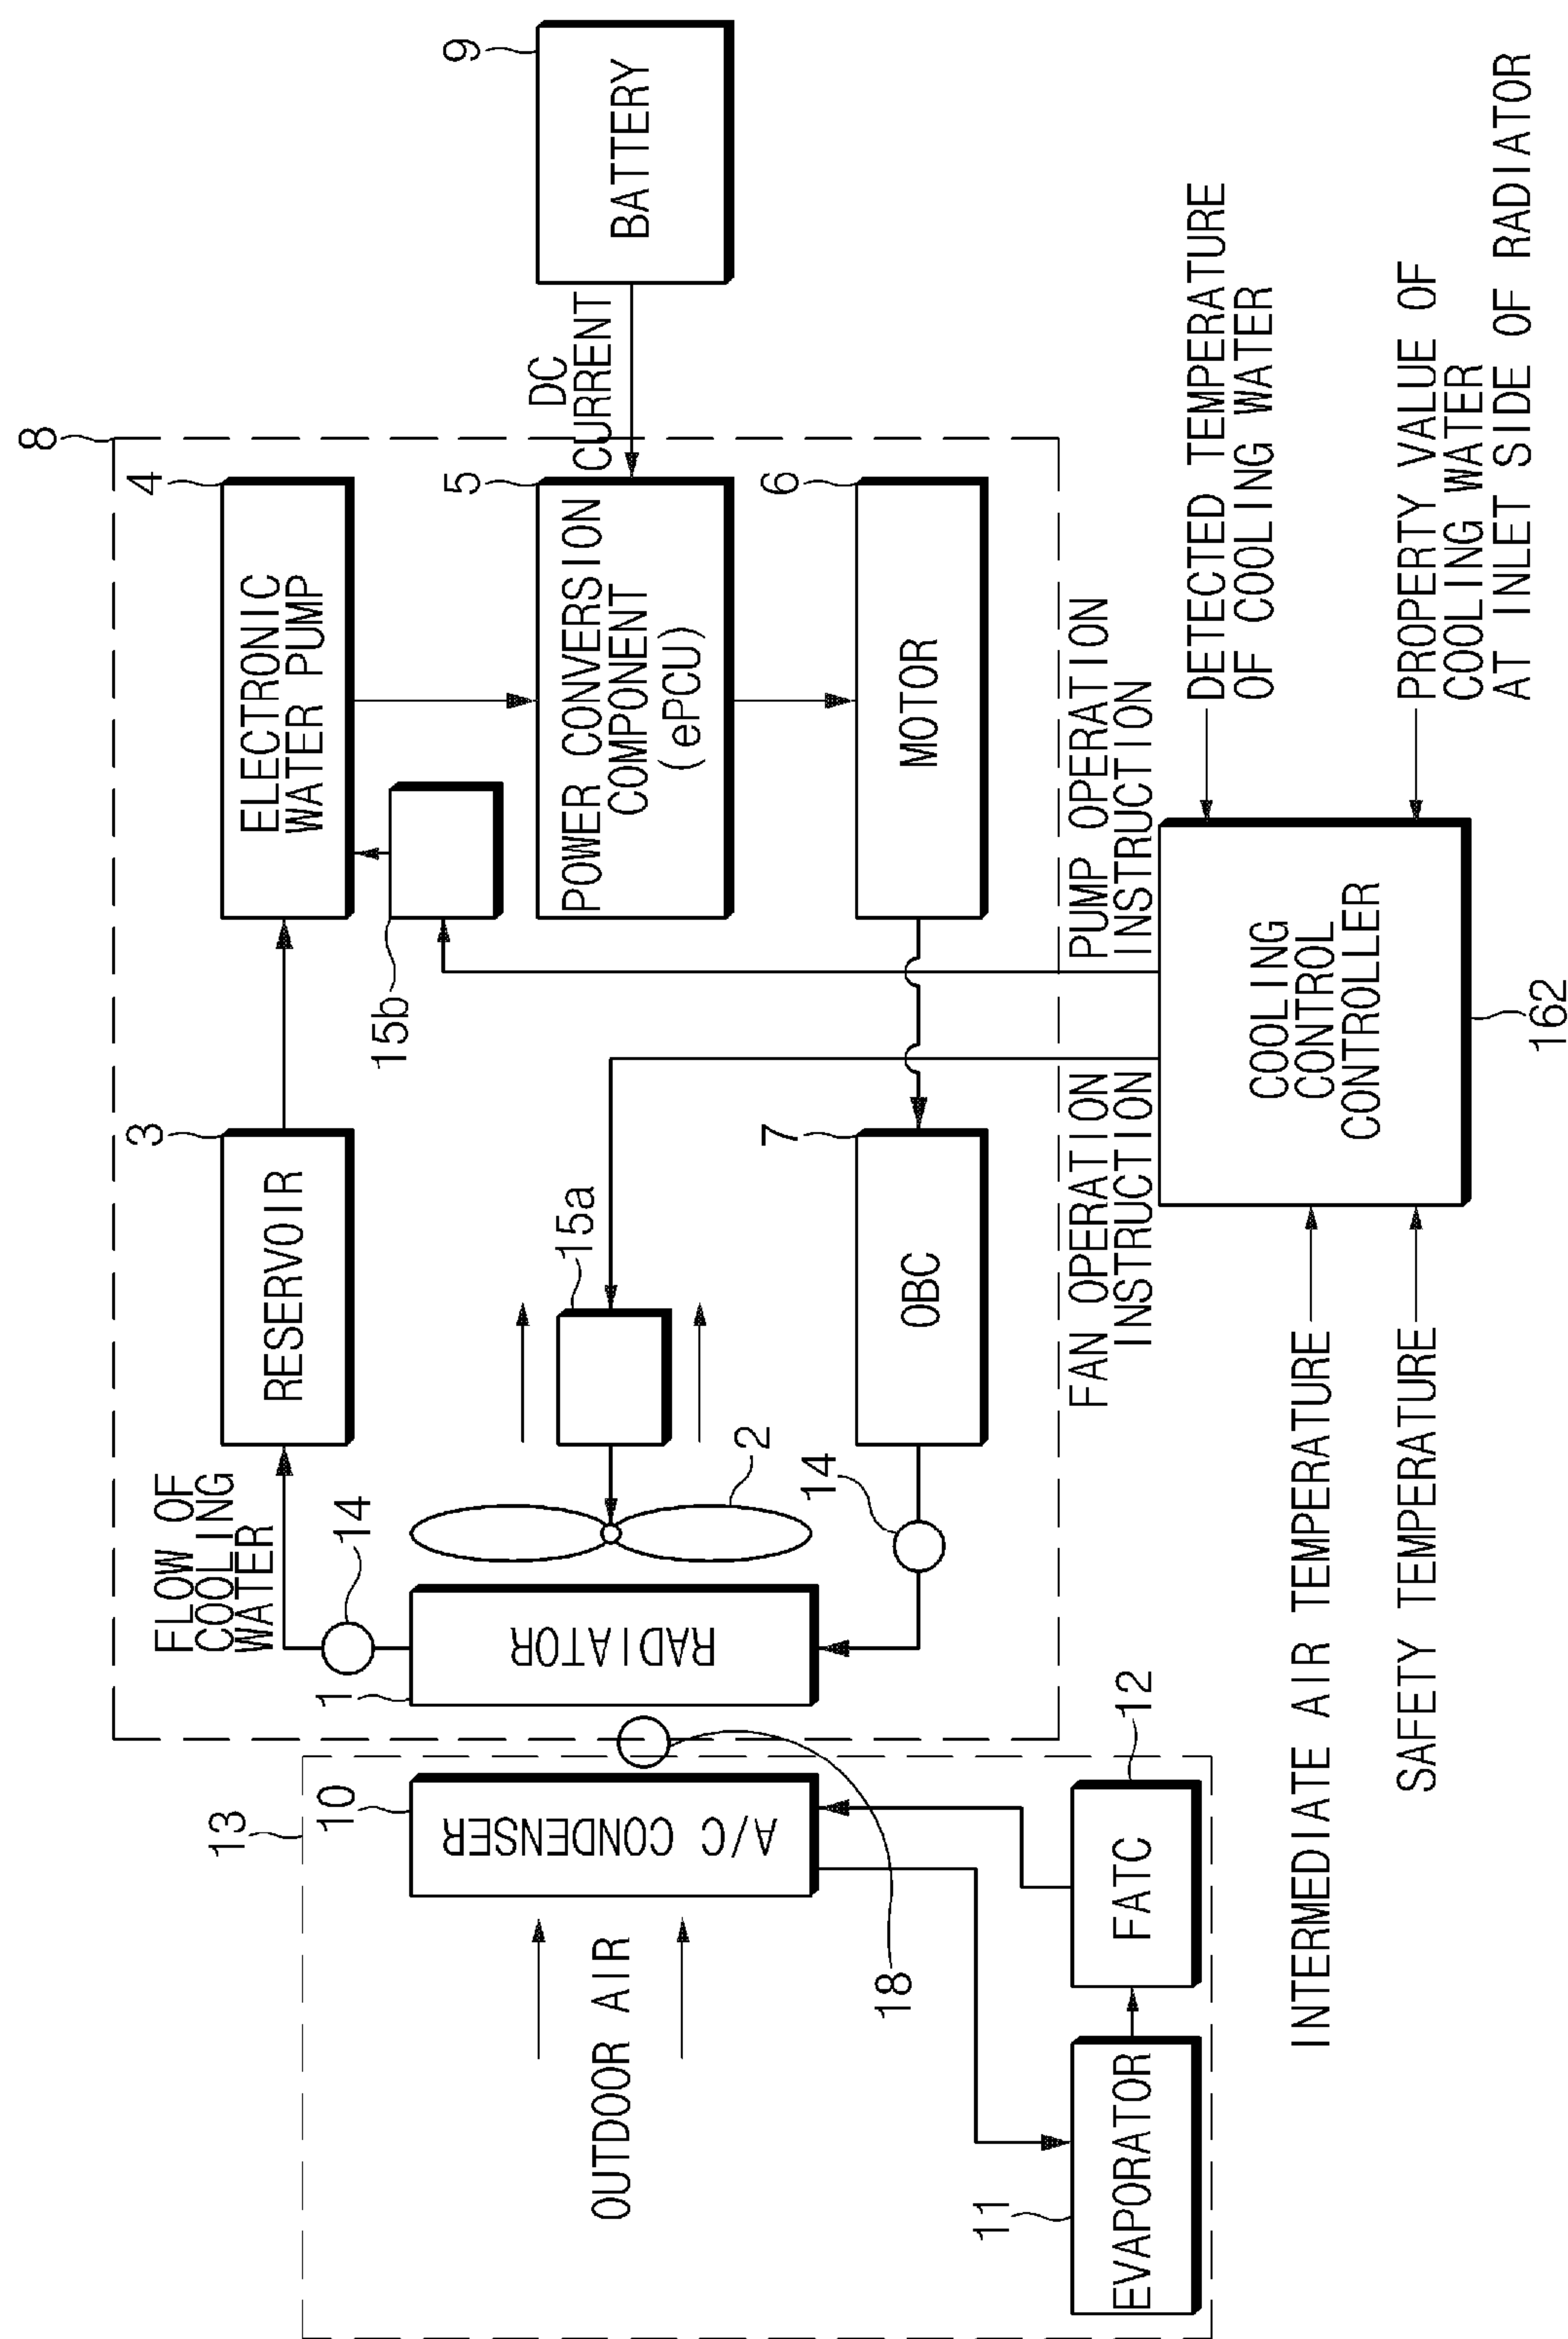 8
FLOW OF
COOLING
WATER
14
3
RESERVOIR
4
ELECTRONIC
WATER PUMP
15b
9
BATTERY
DC
CURRENT
5
POWER CONVERSION
COMPONENT
(ePCU)
15a
2
13
10
A/C CONDENSER
1
RADIATOR
OUTDOOR AIR
18
14
7
OBC
6
MOTOR
11
EVAPORATOR
12
FATC
FAN OPERATION
INSTRUCTION
PUMP OPERATION
INSTRUCTION
DETECTED TEMPERATURE
OF COOLING WATER
INTERMEDIATE AIR TEMPERATURE
COOLING
CONTROL
CONTROLLER
SAFETY TEMPERATURE
PROPERTY VALUE OF
COOLING WATER
AT INLET SIDE OF RADIATOR
162